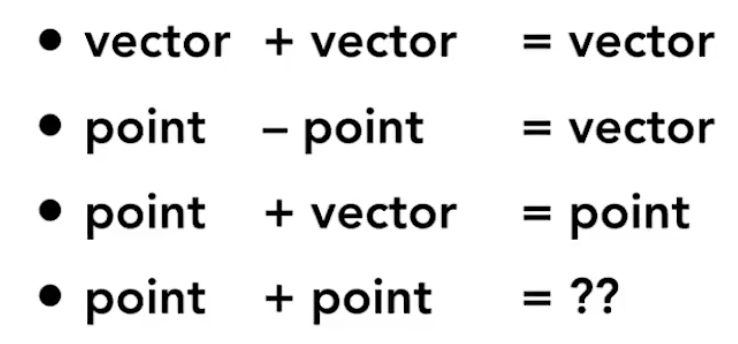 • vector + vector = vector
• point – point = vector
• point + vector = point
• point + point = ??